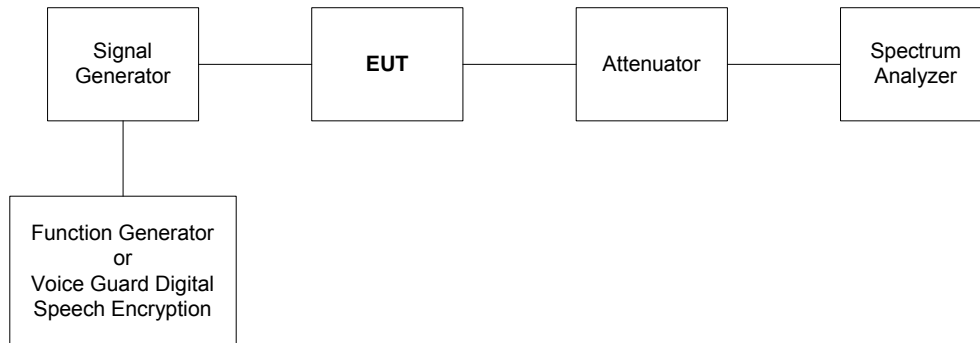 Signal
Generator
EUT
Attenuator
Spectrum
Analyzer
Function Generator
or
Voice Guard Digital
Speech Encryption